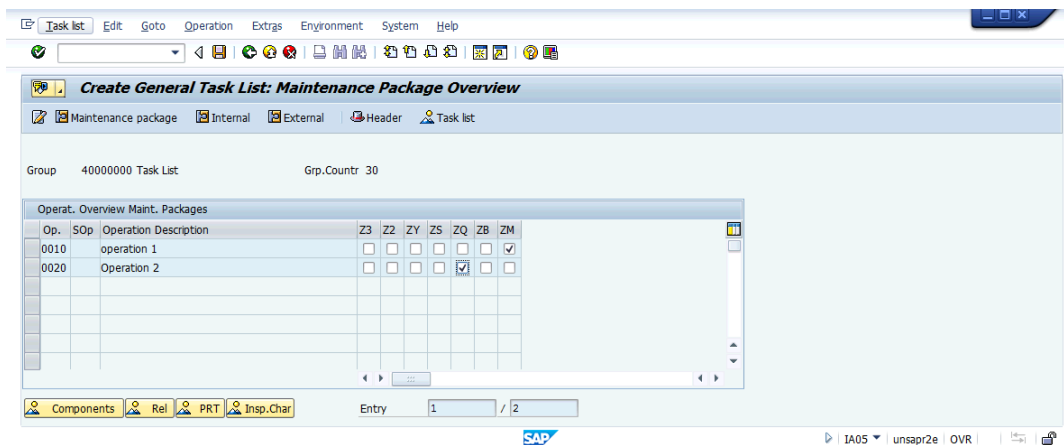 Task list Edit Goto Operation Extras Environment System Help
Create General Task List: Maintenance Package Overview
Maintenance package Internal External Header Task list
Group 40000000 Task List Grp.Countr 30
Operat. Overview Maint. Packages
Op. SOp Operation Description Z3 Z2 ZY ZS ZQ ZB ZM
0010 operation 1
0020 Operation 2
Components Rel PRT Insp.Char Entry 1 / 2
SAP IA05 unsapr2e OVR